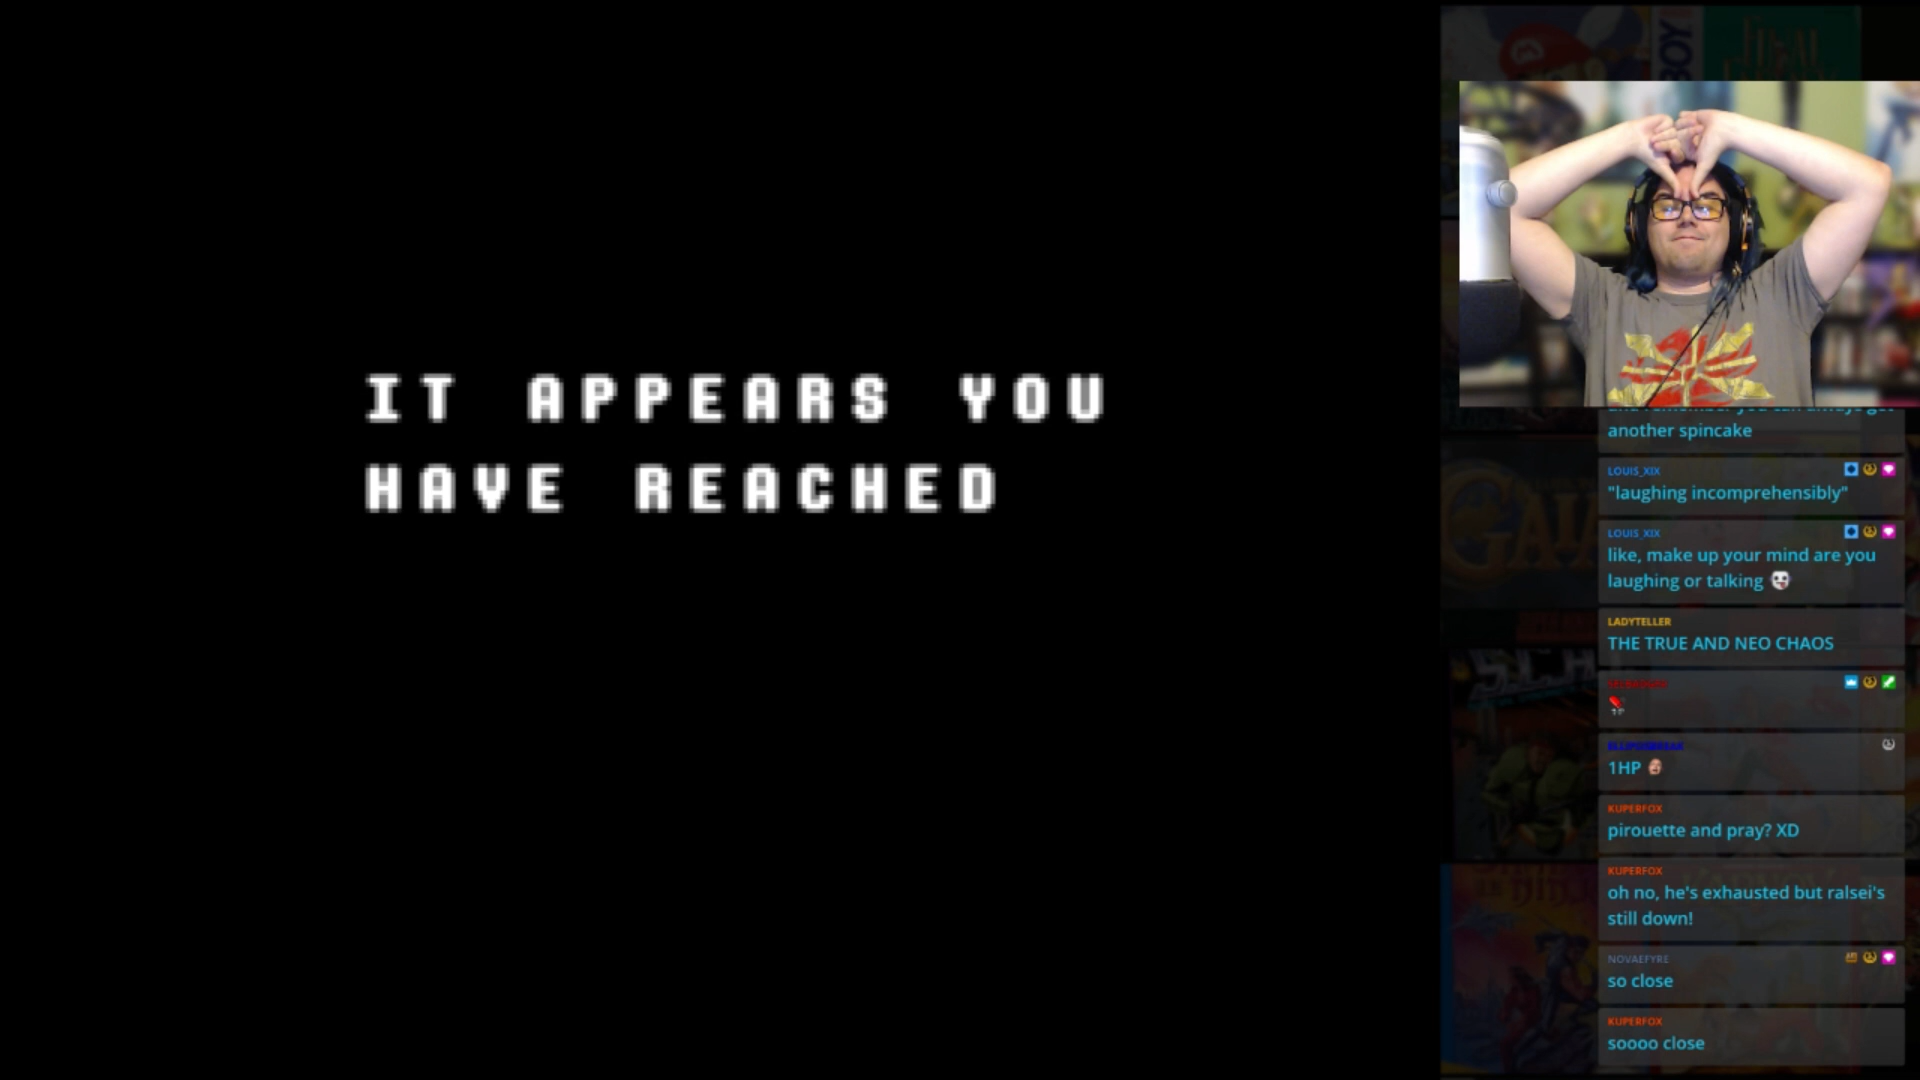 IT APPEARS YOU
HAVE REACHED
another spincake
LOUIS_XIX
"laughing incomprehensibly"
LOUIS_XIX
like, make up your mind are you
laughing or talking
LADYTELLER
THE TRUE AND NEO CHAOS
1HP
KUPERFOX
pirouette and pray? XD
KUPERFOX
oh no, he's exhausted but ralsei's
still down!
NOVAEFYRE
so close
KUPERFOX
soooo close